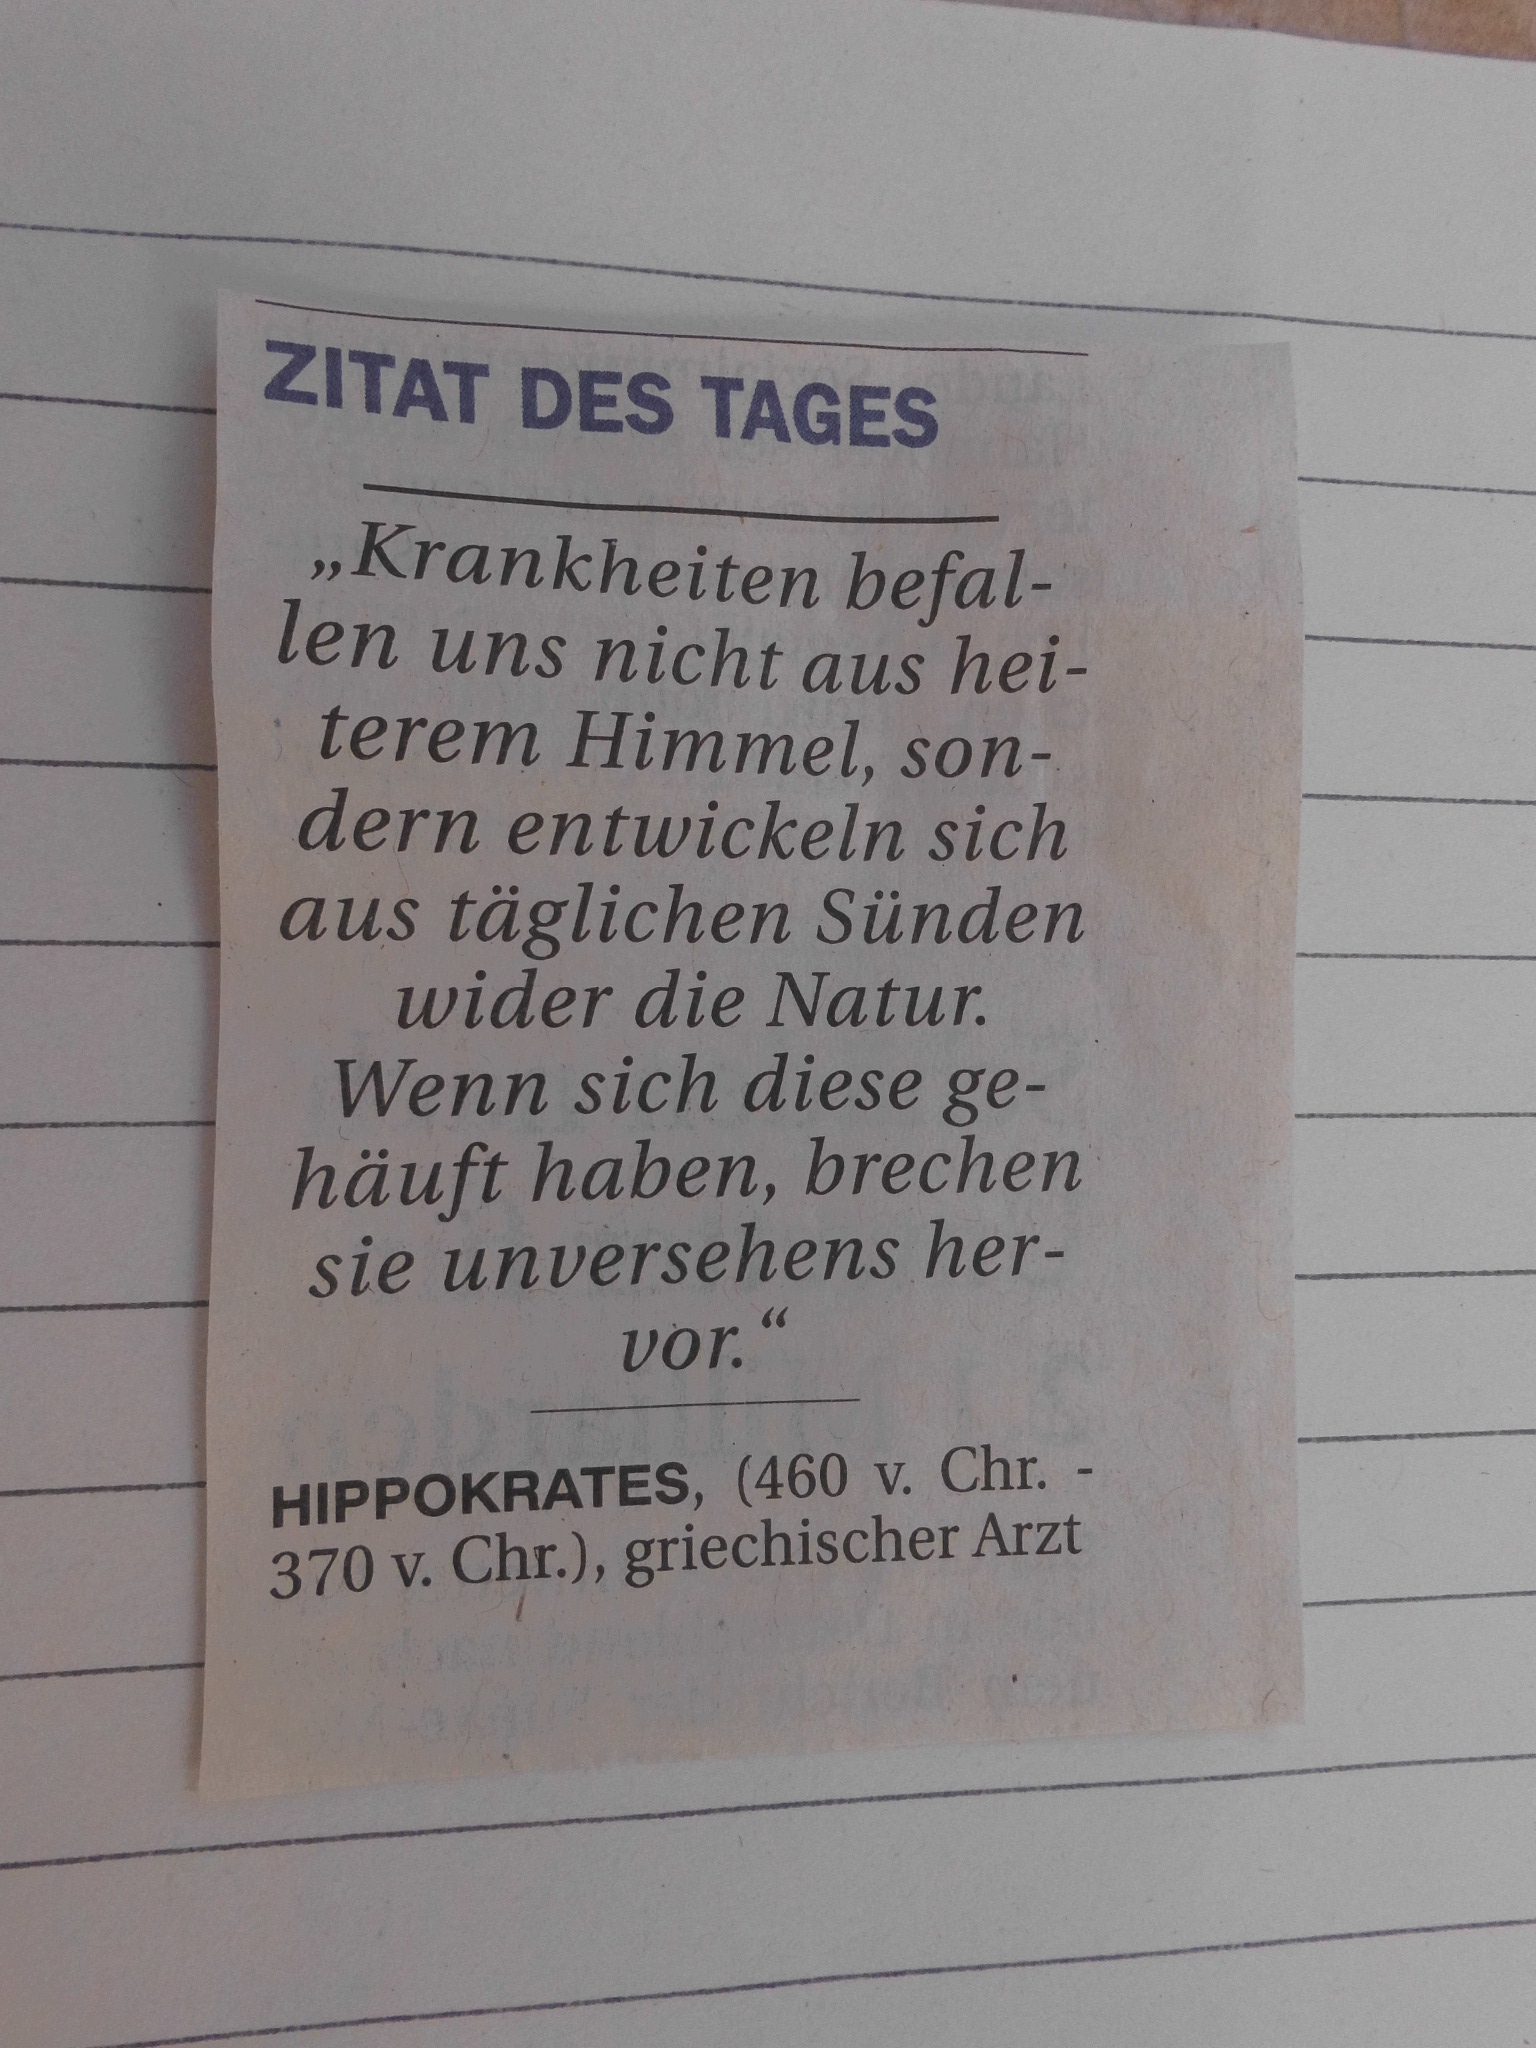 ZITAT DES TAGES
„Krankheiten befal-
len uns nicht aus hei-
terem Himmel, son-
dern entwickeln sich
aus täglichen Sünden
wider die Natur.
Wenn sich diese ge-
häuft haben, brechen
sie unversehens her-
vor.“
HIPPOKRATES, (460 v. Chr. -
370 v. Chr.), griechischer Arzt